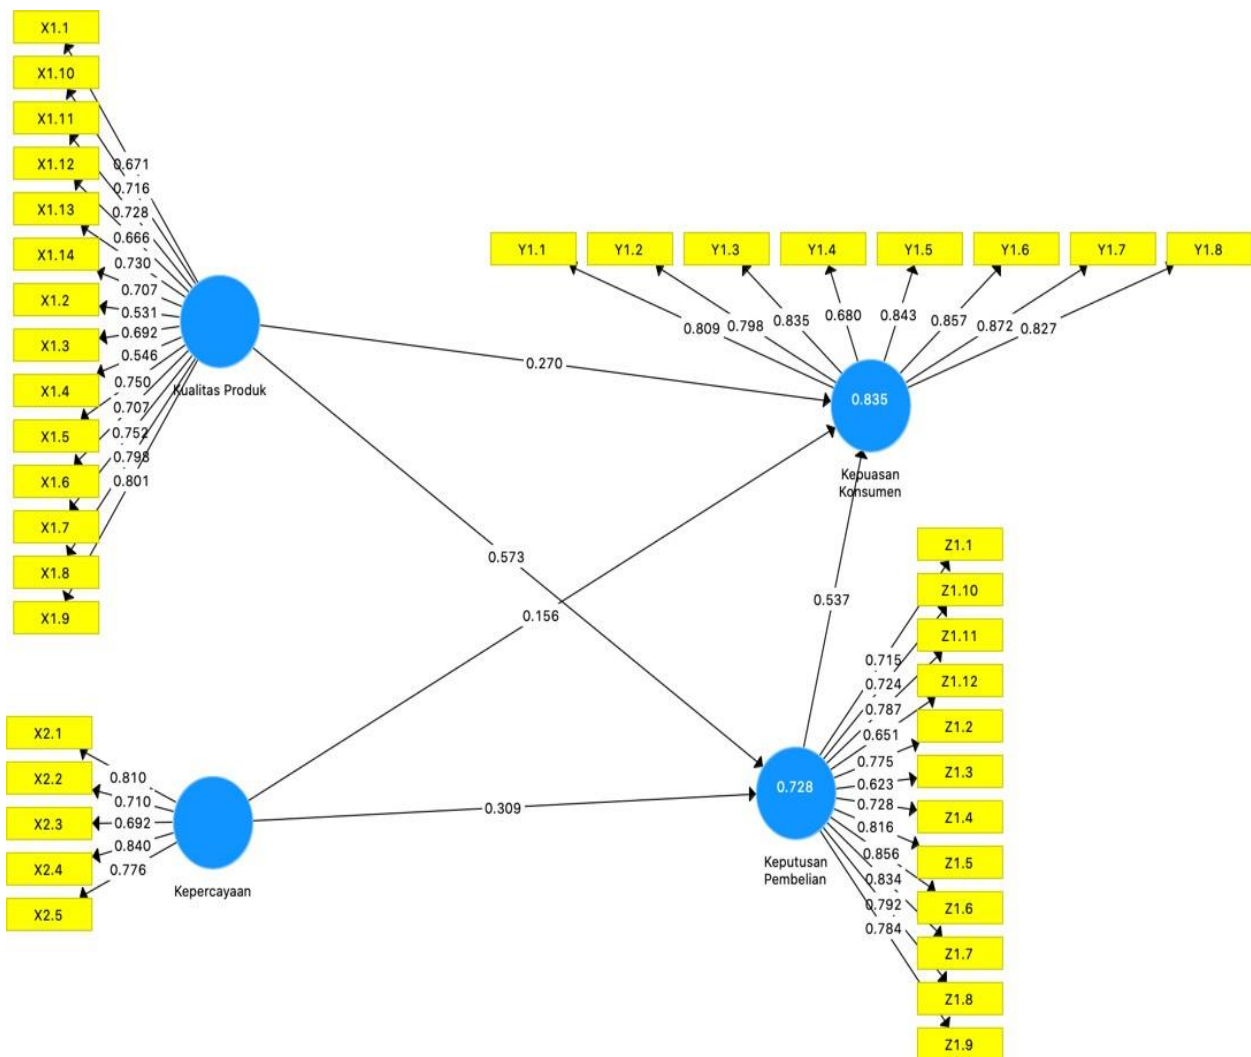 X1.1
X1.10
X1.11
X1.12
X1.13
X1.14
X1.2
X1.3
X1.4
X1.5
X1.6
X1.7
X1.8
X1.9
0.671
0.716
0.728
0.666
0.730
0.707
0.531
0.692
0.546
0.750
0.707
0.752
0.798
0.801
Kualitas Produk
Y1.1
Y1.2
Y1.3
Y1.4
Y1.5
Y1.6
Y1.7
Y1.8
0.809
0.798
0.835
0.680
0.843
0.857
0.872
0.827
0.270
0.835
Kepuasan
Konsumen
0.573
0.156
0.537
X2.1
X2.2
X2.3
X2.4
X2.5
0.810
0.710
0.692
0.840
0.776
Kepercayaan
0.309
0.728
Keputusan
Pembelian
0.715
0.724
0.787
0.651
0.775
0.623
0.728
0.816
0.856
0.834
0.792
0.784
Z1.1
Z1.10
Z1.11
Z1.12
Z1.2
Z1.3
Z1.4
Z1.5
Z1.6
Z1.7
Z1.8
Z1.9